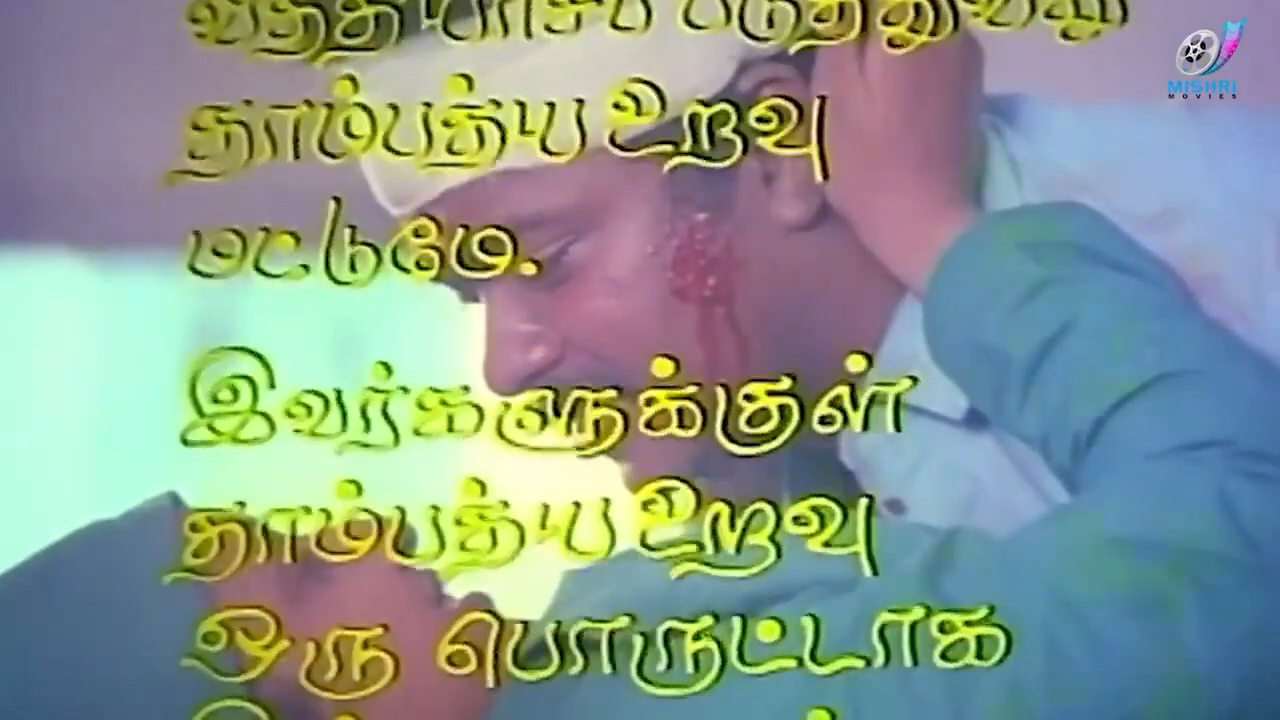 MISHRI
MOVIES
தாம்பத்ய உறவு
மட்டுமே.
இவர்களுக்குள்
தாம்பத்ய உறவு
ஒரு பொருட்டாக